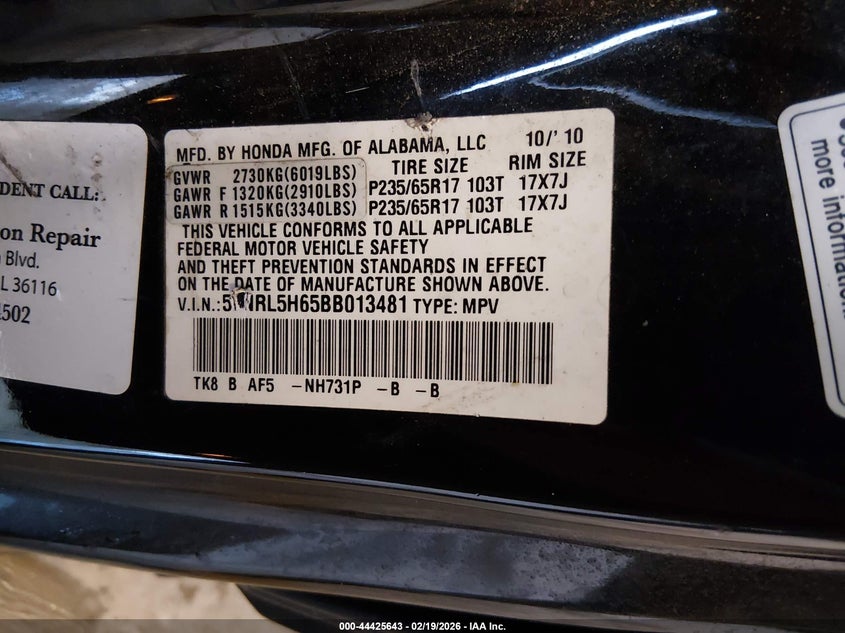 DENT CALL:
on Repair
Blvd.
L 36116
502
MFD. BY HONDA MFG. OF ALABAMA, LLC 10/'10
TIRE SIZE RIM SIZE
GVWR 2730KG(6019LBS)
GAWR F 1320KG(2910LBS) P235/65R17 103T 17X7J
GAWR R 1515KG(3340LBS) P235/65R17 103T 17X7J
THIS VEHICLE CONFORMS TO ALL APPLICABLE
FEDERAL MOTOR VEHICLE SAFETY
AND THEFT PREVENTION STANDARDS IN EFFECT
ON THE DATE OF MANUFACTURE SHOWN ABOVE.
V.I.N.: TYPE: MPV
TK8 B AF5 -NH731P -B -B
more information
000-44425643 - 02/19/2026 - IAA Inc.